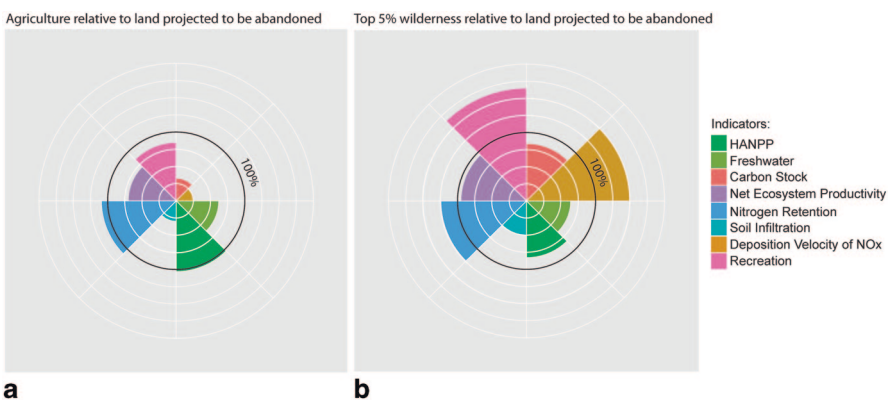 Agriculture relative to land projected to be abandoned
Top 5% wilderness relative to land projected to be abandoned
100%
100%
Indicators:
HANPP
Freshwater
Carbon Stock
Net Ecosystem Productivity
Nitrogen Retention
Soil Infiltration
Deposition Velocity of NOx
Recreation
a
b